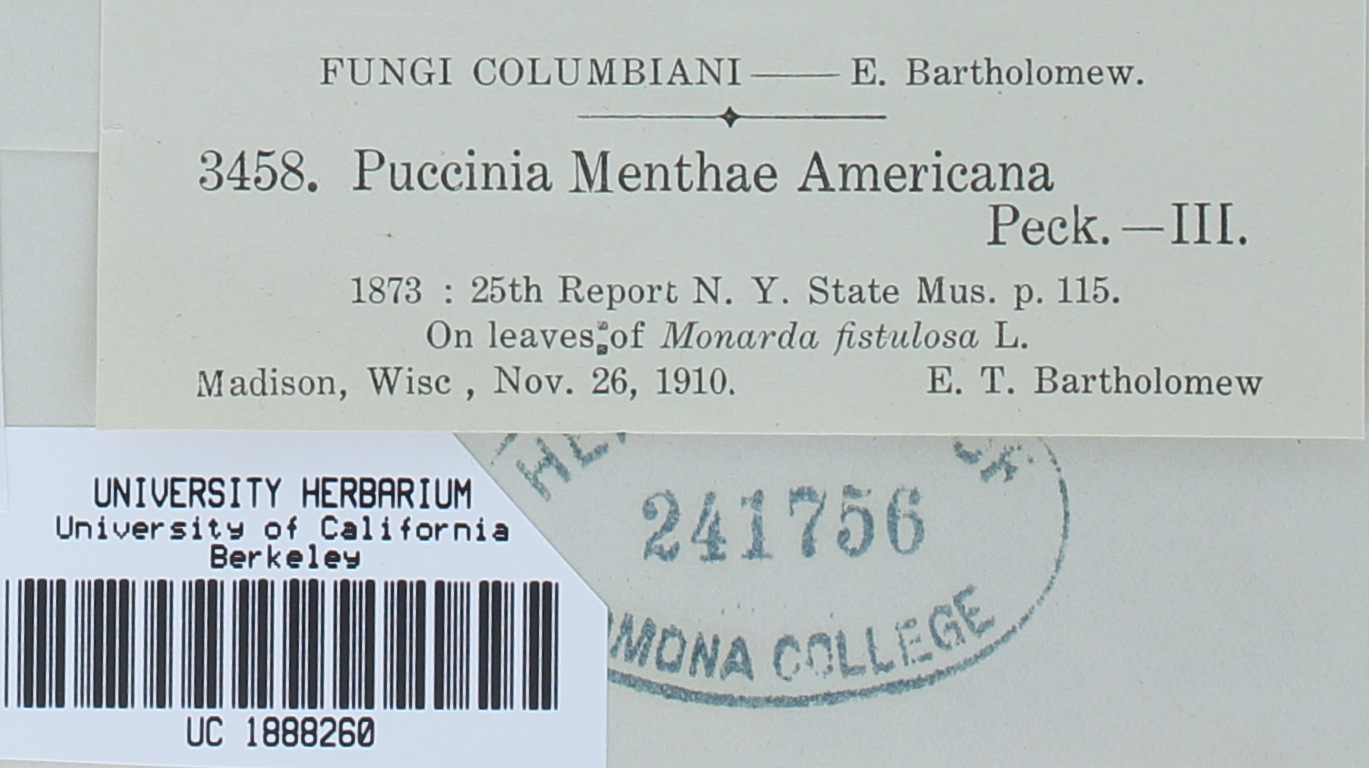 FUNGI COLUMBIANI —— E. Bartholomew.
3458. Puccinia Menthae Americana
Peck. —III.
1873 : 25th Report N. Y. State Mus. p. 115.
On leaves of Monarda fistulosa L.
Madison, Wisc , Nov. 26, 1910. E. T. Bartholomew
241756
COLLEGE
UNIVERSITY HERBARIUM
University of California
Berkeley
UC 1888260